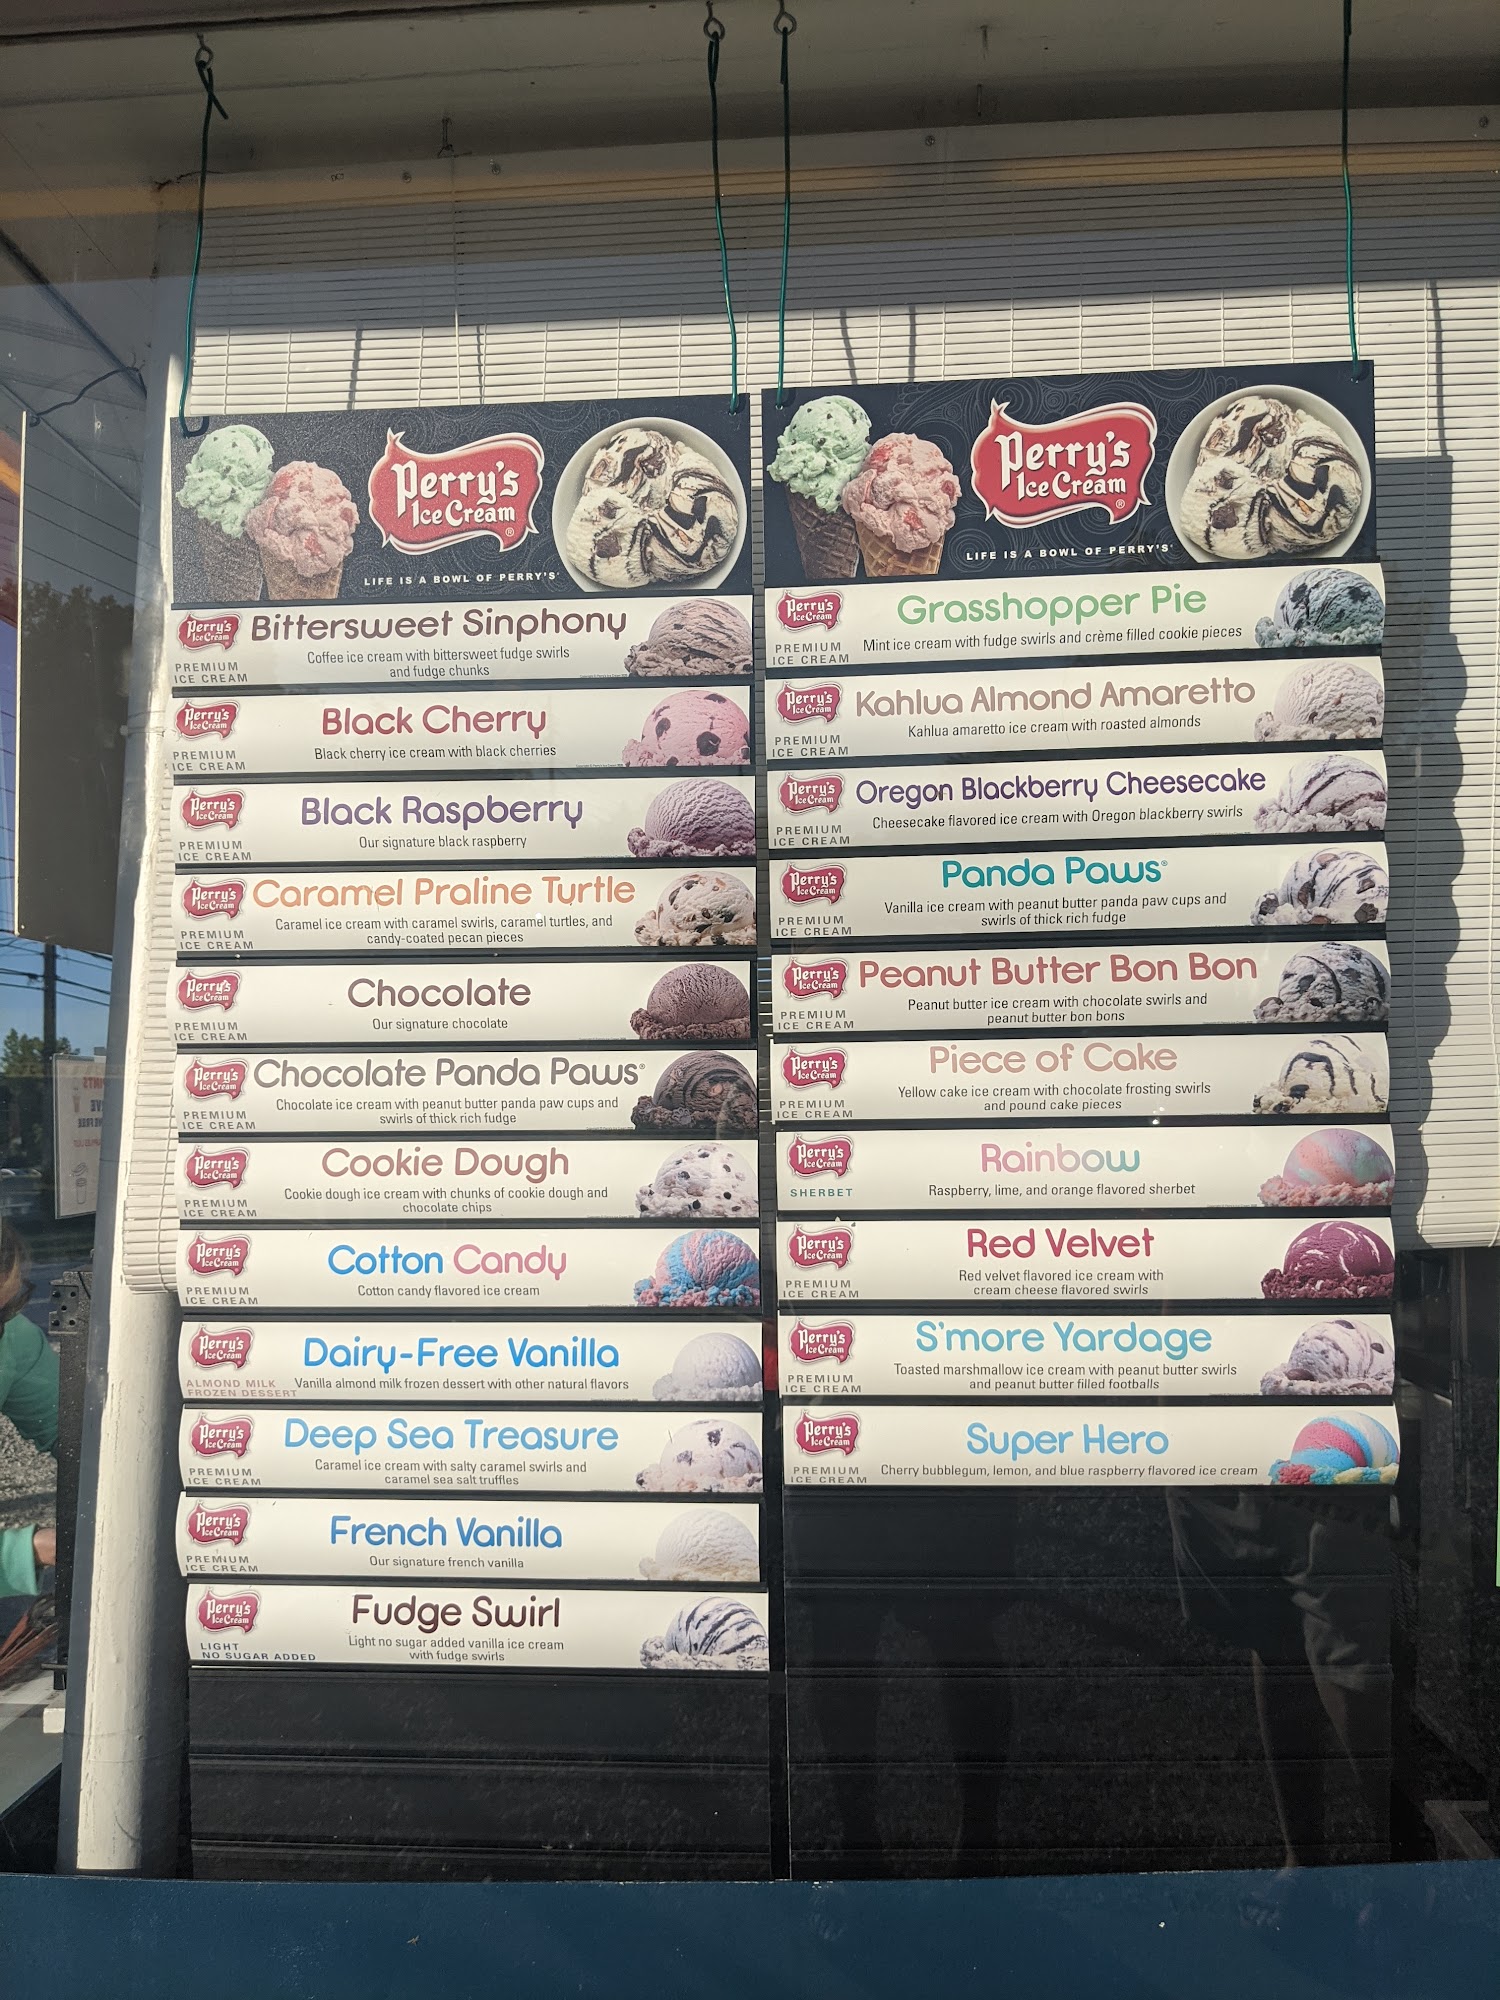 Perry's
Ice Cream®
LIFE IS A BOWL OF PERRY'S
Perry's
Ice Cream
PREMIUM
ICE CREAM
Bittersweet Sinphony
Coffee ice cream with bittersweet fudge swirls
and fudge chunks
Perry's
Ice Cream
PREMIUM
ICE CREAM
Black Cherry
Black cherry ice cream with black cherries
Perry's
Ice Cream
PREMIUM
ICE CREAM
Black Raspberry
Our signature black raspberry
Perry's
Ice Cream
PREMIUM
ICE CREAM
Caramel Praline Turtle
Caramel ice cream with caramel swirls, caramel turtles, and
candy-coated pecan pieces
Perry's
Ice Cream
PREMIUM
ICE CREAM
Chocolate
Our signature chocolate
Perry's
Ice Cream
PREMIUM
ICE CREAM
Chocolate Panda Paws®
Chocolate ice cream with peanut butter panda paw cups and
swirls of thick rich fudge
Perry's
Ice Cream
PREMIUM
ICE CREAM
Cookie Dough
Cookie dough ice cream with chunks of cookie dough and
chocolate chips
Perry's
Ice Cream
PREMIUM
ICE CREAM
Cotton Candy
Cotton candy flavored ice cream
Perry's
Ice Cream
ALMOND MILK
FROZEN DESSERT
Dairy-Free Vanilla
Vanilla almond milk frozen dessert with other natural flavors
Perry's
Ice Cream
PREMIUM
ICE CREAM
Deep Sea Treasure
Caramel ice cream with salty caramel swirls and
caramel sea salt truffles
Perry's
Ice Cream
PREMIUM
ICE CREAM
French Vanilla
Our signature french vanilla
Perry's
Ice Cream
LIGHT
NO SUGAR ADDED
Fudge Swirl
Light no sugar added vanilla ice cream
with fudge swirls
Perry's
Ice Cream®
LIFE IS A BOWL OF PERRY'S
Perry's
Ice Cream
PREMIUM
ICE CREAM
Grasshopper Pie
Mint ice cream with fudge swirls and crème filled cookie pieces
Perry's
Ice Cream
PREMIUM
ICE CREAM
Kahlua Almond Amaretto
Kahlua amaretto ice cream with roasted almonds
Perry's
Ice Cream
PREMIUM
ICE CREAM
Oregon Blackberry Cheesecake
Cheesecake flavored ice cream with Oregon blackberry swirls
Perry's
Ice Cream
PREMIUM
ICE CREAM
Panda Paws®
Vanilla ice cream with peanut butter panda paw cups and
swirls of thick rich fudge
Perry's
Ice Cream
PREMIUM
ICE CREAM
Peanut Butter Bon Bon
Peanut butter ice cream with chocolate swirls and
peanut butter bon bons
Perry's
Ice Cream
PREMIUM
ICE CREAM
Piece of Cake
Yellow cake ice cream with chocolate frosting swirls
and pound cake pieces
Perry's
Ice Cream
SHERBET
Rainbow
Raspberry, lime, and orange flavored sherbet
Perry's
Ice Cream
PREMIUM
ICE CREAM
Red Velvet
Red velvet flavored ice cream with
cream cheese flavored swirls
Perry's
Ice Cream
PREMIUM
ICE CREAM
S'more Yardage
Toasted marshmallow ice cream with peanut butter swirls
and peanut butter filled footballs
Perry's
Ice Cream
PREMIUM
ICE CREAM
Super Hero
Cherry bubblegum, lemon, and blue raspberry flavored ice cream